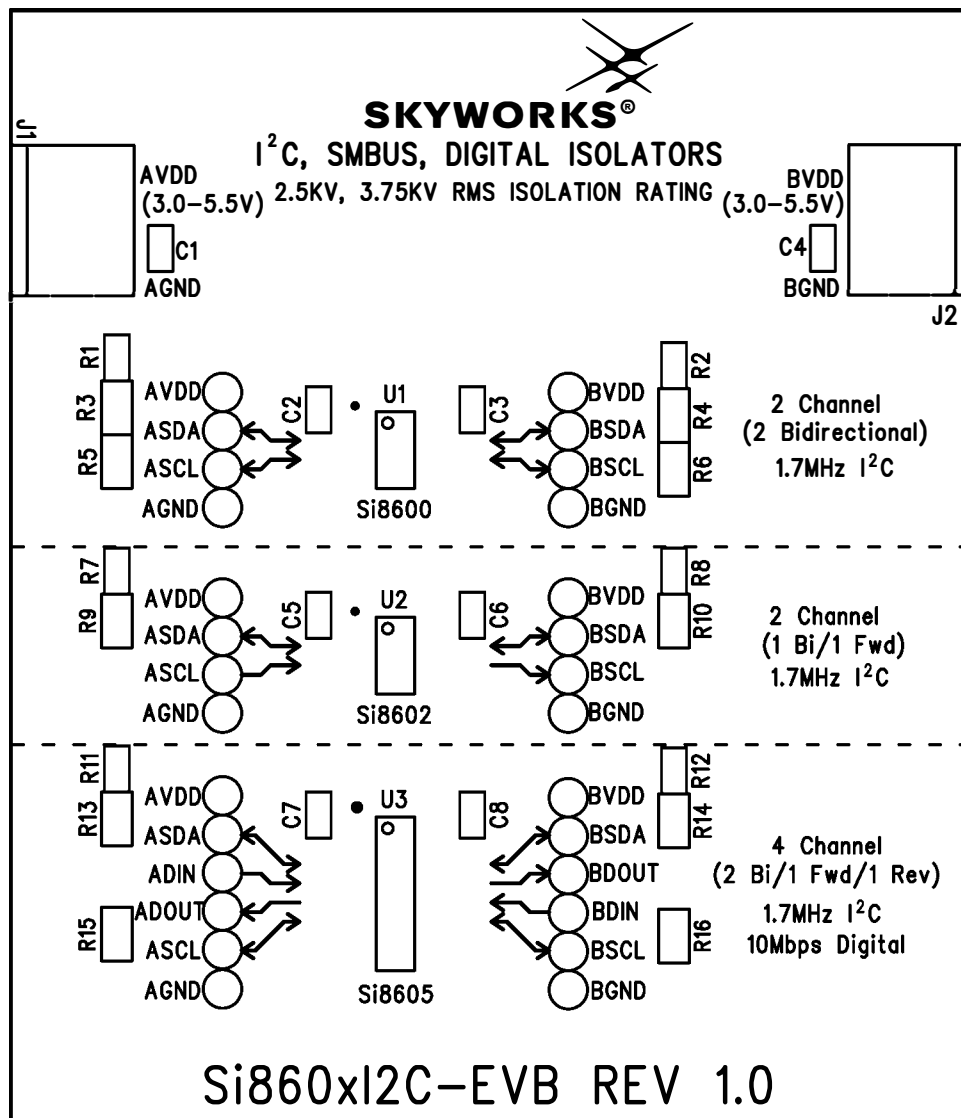 SKYWORKS®
J1
I²C, SMBUS, DIGITAL ISOLATORS
2.5KV, 3.75KV RMS ISOLATION RATING
AVDD
(3.0-5.5V)
C1
AGND
BVDD
(3.0-5.5V)
C4
BGND
J2
R1
R3
R5
AVDD
ASDA
ASCL
AGND
C2
U1
Si8600
C3
BVDD
BSDA
BSCL
BGND
R2
R4
R6
2 Channel
(2 Bidirectional)
1.7MHz I²C
R7
R9
AVDD
ASDA
ASCL
AGND
C5
U2
Si8602
C6
BVDD
BSDA
BSCL
BGND
R8
R10
2 Channel
(1 Bi/1 Fwd)
1.7MHz I²C
R11
R13
R15
AVDD
ASDA
ADIN
ADOUT
ASCL
AGND
C7
U3
Si8605
C8
BVDD
BSDA
BDOUT
BDIN
BSCL
BGND
R12
R14
R16
4 Channel
(2 Bi/1 Fwd/1 Rev)
1.7MHz I²C
10Mbps Digital
Si860xI2C-EVB REV 1.0